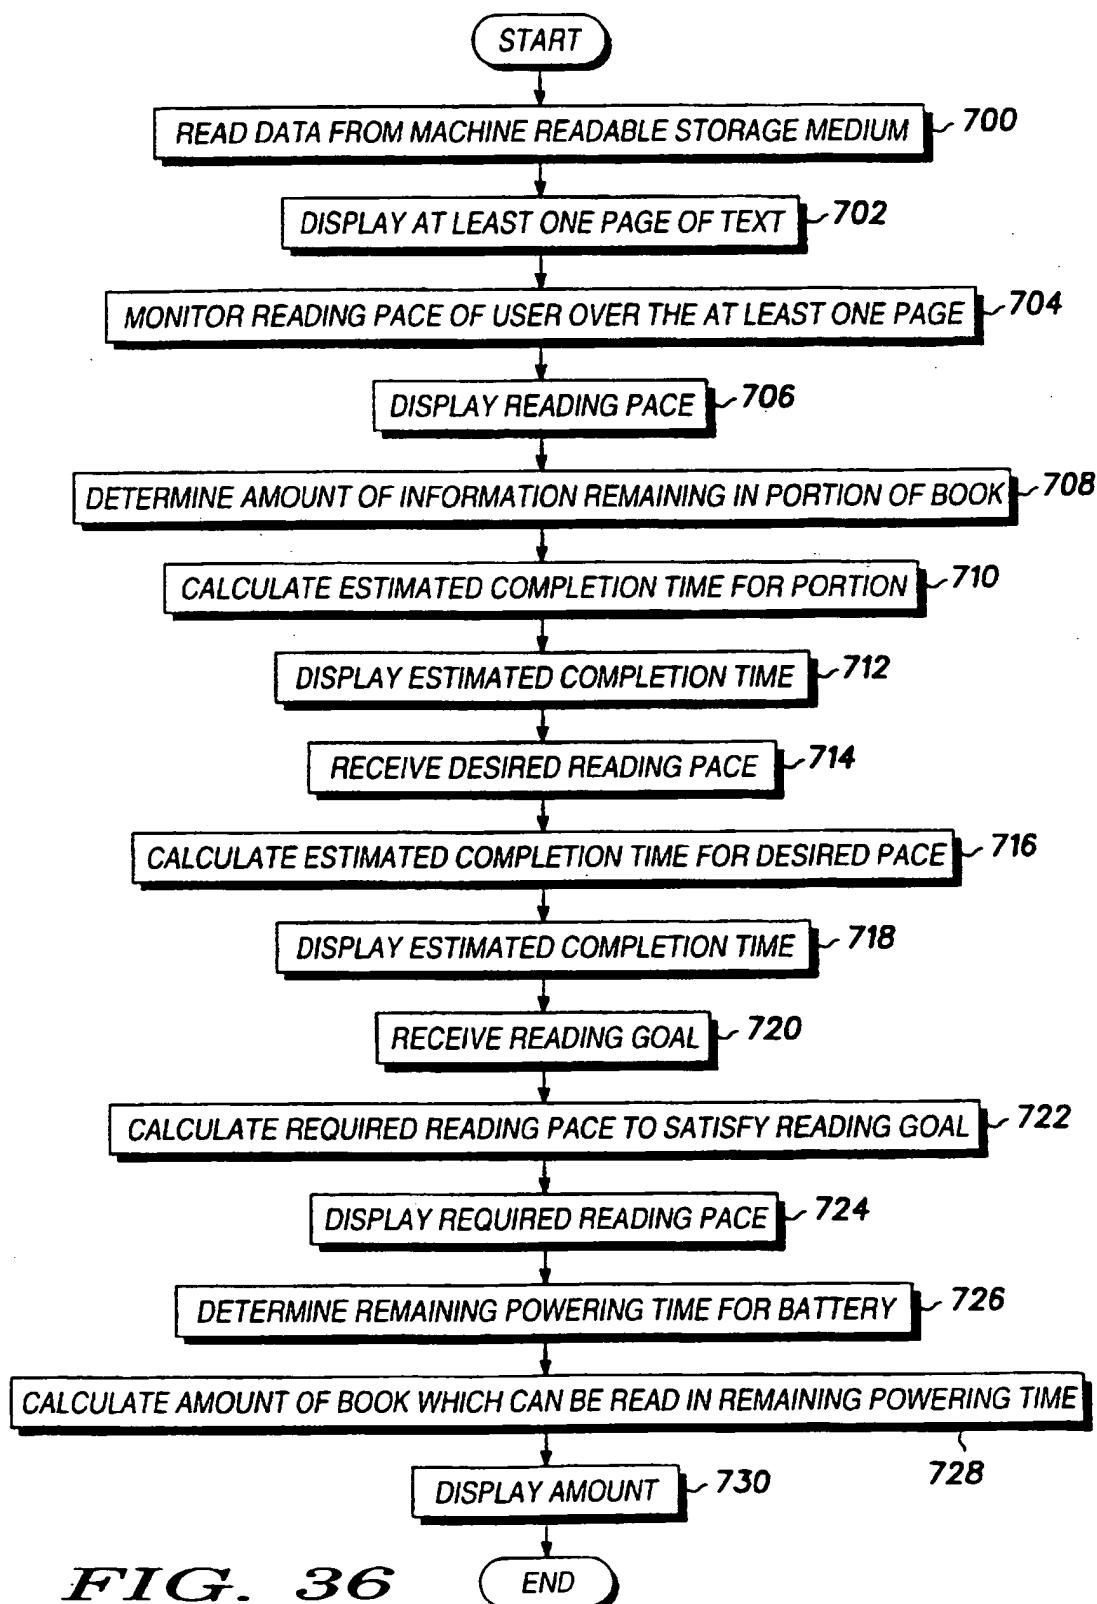 START
READ DATA FROM MACHINE READABLE STORAGE MEDIUM 700
DISPLAY AT LEAST ONE PAGE OF TEXT 702
MONITOR READING PACE OF USER OVER THE AT LEAST ONE PAGE 704
DISPLAY READING PACE 706
DETERMINE AMOUNT OF INFORMATION REMAINING IN PORTION OF BOOK 708
CALCULATE ESTIMATED COMPLETION TIME FOR PORTION 710
DISPLAY ESTIMATED COMPLETION TIME 712
RECEIVE DESIRED READING PACE 714
CALCULATE ESTIMATED COMPLETION TIME FOR DESIRED PACE 716
DISPLAY ESTIMATED COMPLETION TIME 718
RECEIVE READING GOAL 720
CALCULATE REQUIRED READING PACE TO SATISFY READING GOAL 722
DISPLAY REQUIRED READING PACE 724
DETERMINE REMAINING POWERING TIME FOR BATTERY 726
CALCULATE AMOUNT OF BOOK WHICH CAN BE READ IN REMAINING POWERING TIME
728
DISPLAY AMOUNT 730
END
FIG. 36